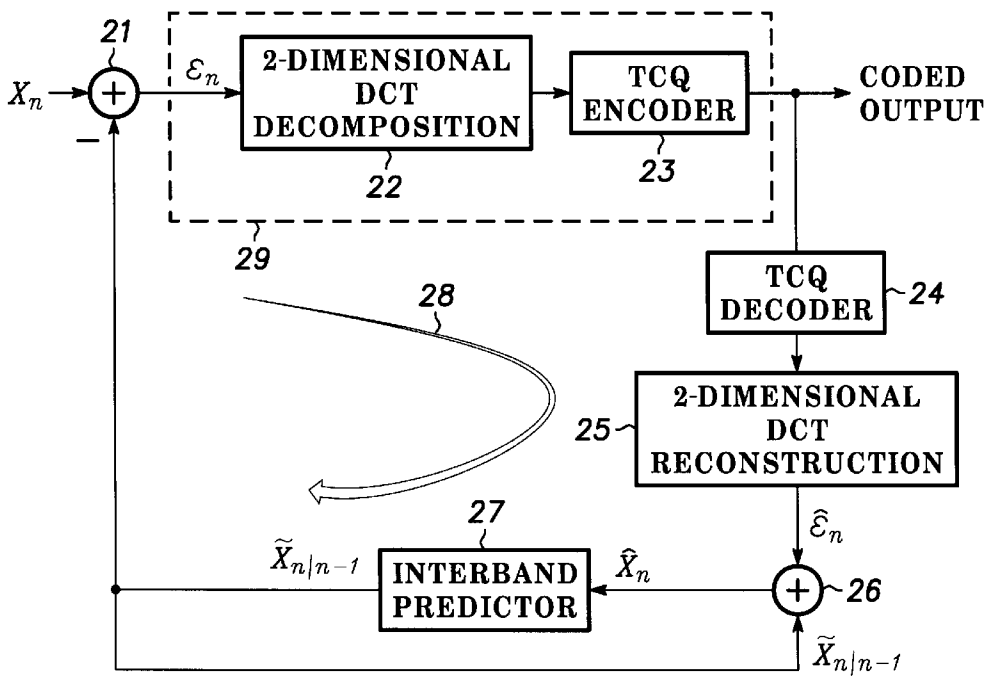 21
X_n
+
−
ε_n
2-DIMENSIONAL
DCT
DECOMPOSITION
22
TCQ
ENCODER
23
CODED
OUTPUT
29
TCQ
DECODER
24
28
2-DIMENSIONAL
DCT
RECONSTRUCTION
25
ε̂_n
27
X̃_n|n-1
INTERBAND
PREDICTOR
X̂_n
+
26
X̃_n|n-1